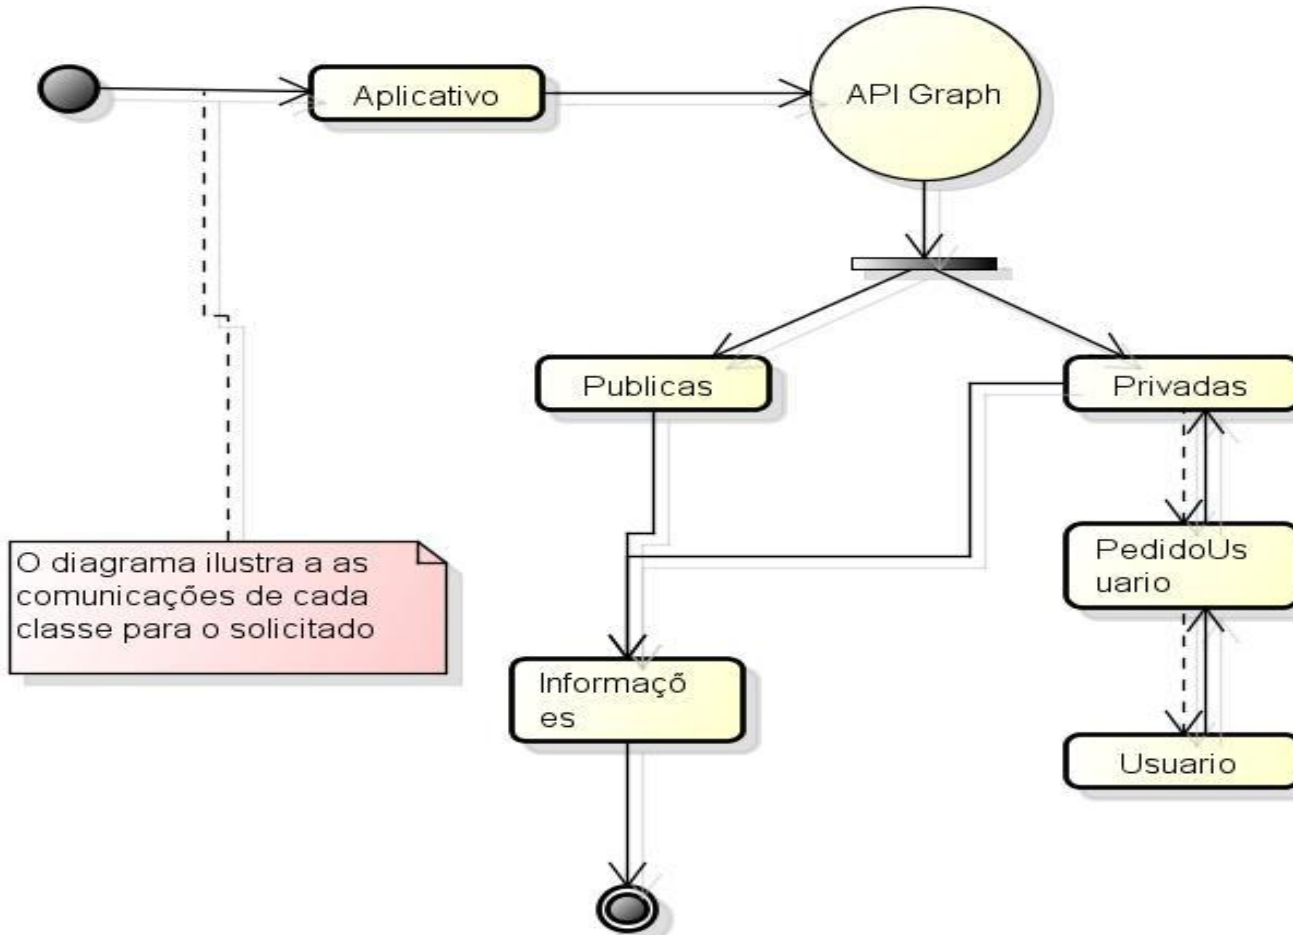 Aplicativo
API Graph
Publicas
Privadas
O diagrama ilustra a as
comunicações de cada
classe para o solicitado
PedidoUs
uario
Informaçõ
es
Usuario